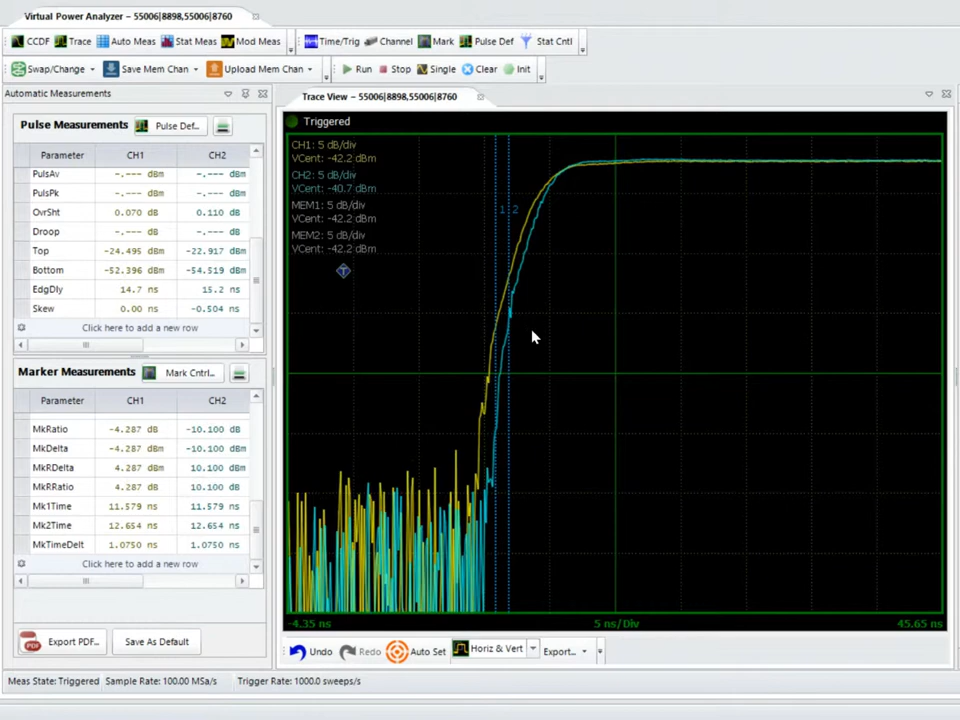 Virtual Power Analyzer – 55006|8898,55006|8760
CCDF Trace Auto Meas Stat Meas Mod Meas Time/Trig Channel Mark Pulse Def Stat Cntl
Swap/Change Save Mem Chan Upload Mem Chan Run Stop Single Clear Init
Automatic Measurements
Trace View – 55006|8898,55006|8760
Pulse Measurements Pulse Def...
Parameter CH1 CH2
PulsAv -.--- dBm -.--- dBm
PulsPk -.--- dBm -.--- dBm
OvrSht 0.070 dB 0.110 dB
Droop -.--- dB -.--- dB
Top -24.495 dBm -22.917 dBm
Bottom -52.396 dBm -54.519 dBm
EdgDly 14.7 ns 15.2 ns
Skew 0.00 ns -0.504 ns
Click here to add a new row
Marker Measurements Mark Cntrl...
Parameter CH1 CH2
MkRatio -4.287 dB -10.100 dB
MkDelta -4.287 dBm -10.100 dBm
MkRDelta 4.287 dBm 10.100 dBm
MkRRatio 4.287 dB 10.100 dB
Mk1Time 11.579 ns 11.579 ns
Mk2Time 12.654 ns 12.654 ns
MkTimeDelt 1.0750 ns 1.0750 ns
Click here to add a new row
PDF Export PDF... Save As Default
Triggered
CH1: 5 dB/div
VCent: -42.2 dBm
CH2: 5 dB/div
VCent: -40.7 dBm
MEM1: 5 dB/div
VCent: -42.2 dBm
MEM2: 5 dB/div
VCent: -42.2 dBm
1 2
T
-4.35 ns 5 ns/Div 45.65 ns
Undo Redo Auto Set Horiz & Vert Export...
Meas State: Triggered Sample Rate: 100.00 MSa/s Trigger Rate: 1000.0 sweeps/s